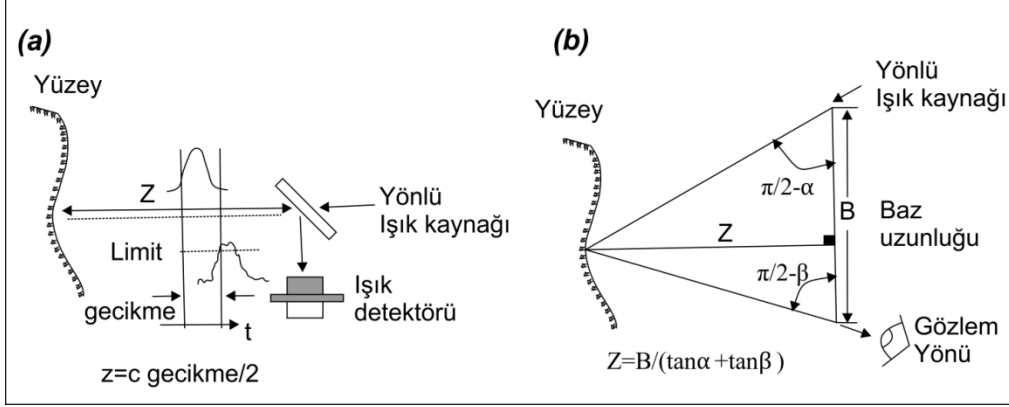 (a)
Yüzey
Z
Yönlü
Işık kaynağı
Limit
gecikme
t
Işık
detektörü
z=c gecikme/2
(b)
Yönlü
Işık kaynağı
Yüzey
π/2-α
B
Baz
uzunluğu
Z
π/2-β
Gözlem
Yönü
Z=B/(tanα+tanβ )